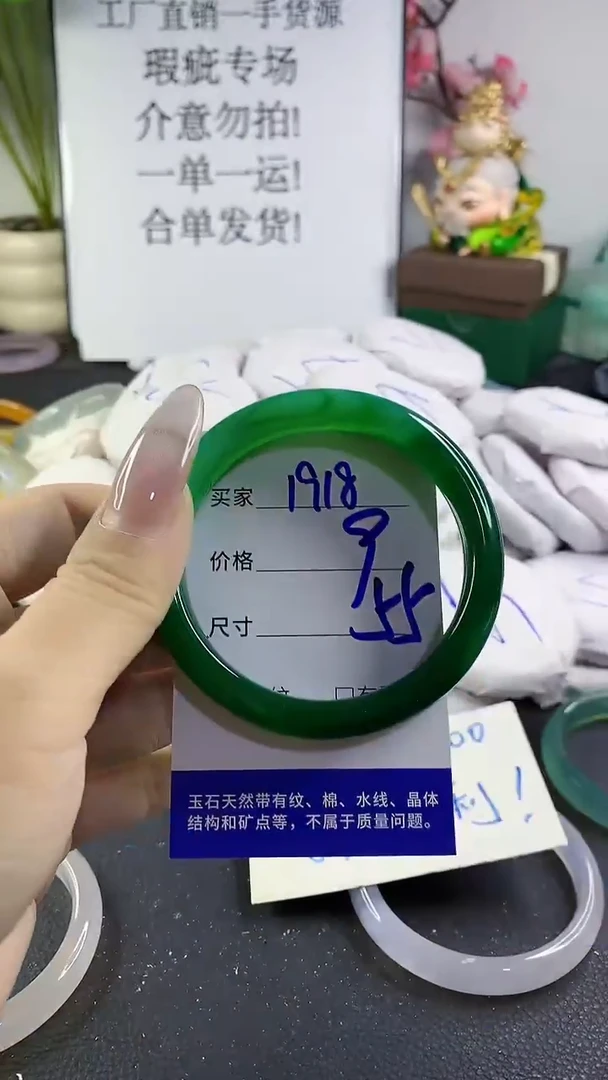 工厂直销一手货源
瑕疵专场
介意勿拍!
一单一运!
合单发货!
买家 1918
价格 9
尺寸 55
玉石天然带有纹、棉、水线、晶体
结构和矿点等，不属于质量问题。